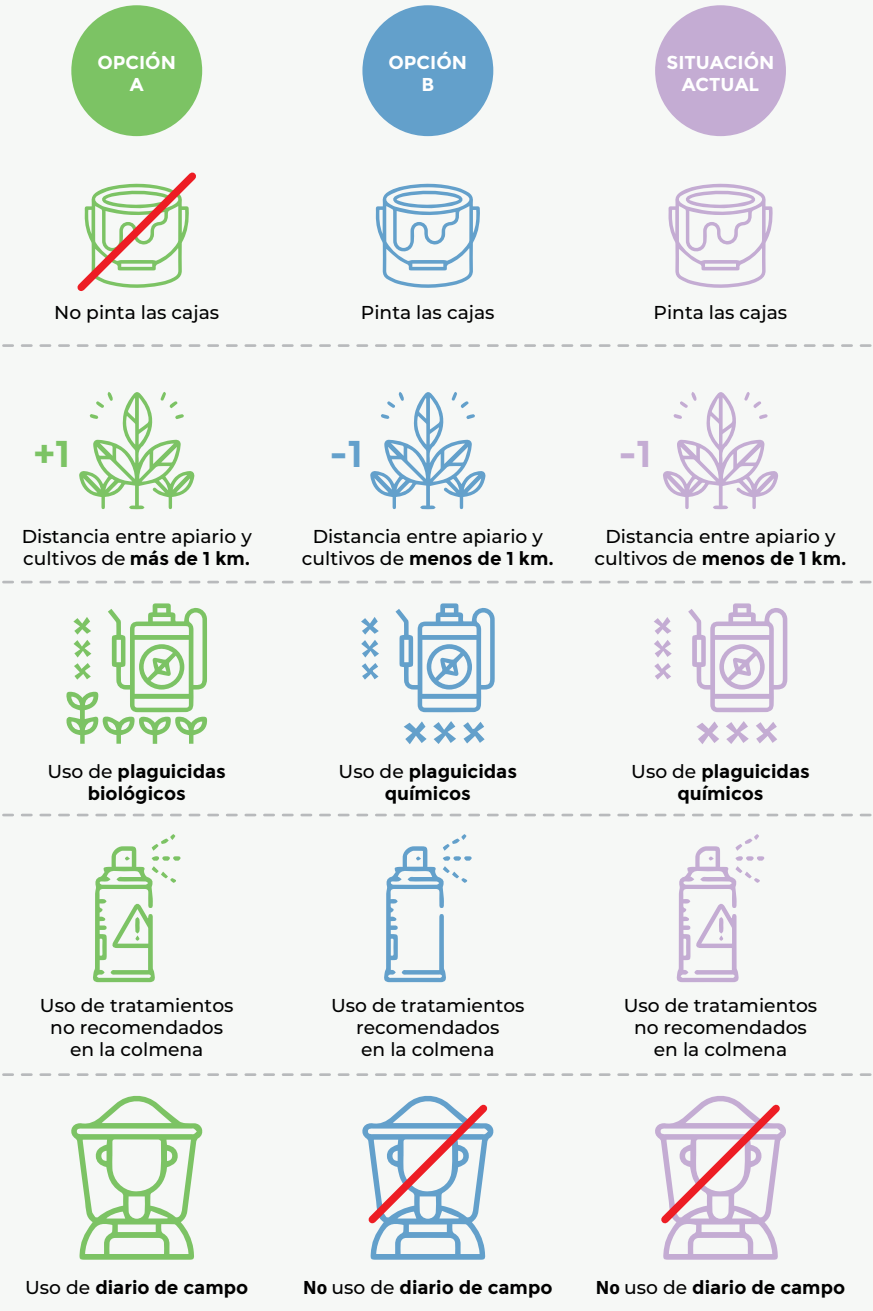 OPCIÓN
A
OPCIÓN
B
SITUACIÓN
ACTUAL
No pinta las cajas
Pinta las cajas
Pinta las cajas
+1
-1
-1
Distancia entre apiario y
cultivos de más de 1 km.
Distancia entre apiario y
cultivos de menos de 1 km.
Distancia entre apiario y
cultivos de menos de 1 km.
Uso de plaguicidas
biológicos
Uso de plaguicidas
químicos
Uso de plaguicidas
químicos
Uso de tratamientos
no recomendados
en la colmena
Uso de tratamientos
recomendados
en la colmena
Uso de tratamientos
no recomendados
en la colmena
Uso de diario de campo
No uso de diario de campo
No uso de diario de campo